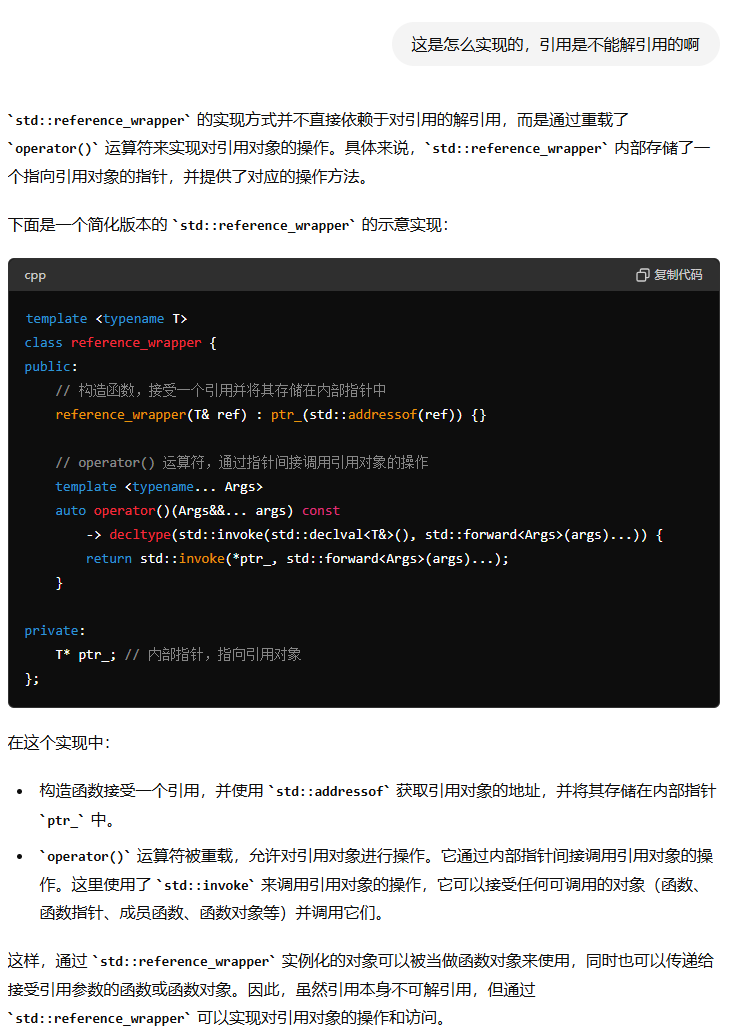 这是怎么实现的，引用是不能解引用的啊
`std::reference_wrapper` 的实现方式并不直接依赖于对引用的解引用，而是通过重载了
`operator()` 运算符来实现对引用对象的操作。具体来说，`std::reference_wrapper` 内部存储了一
个指向引用对象的指针，并提供了对应的操作方法。
下面是一个简化版本的 `std::reference_wrapper` 的示意实现：
cpp 复制代码
template <typename T>
class reference_wrapper {
public:
    // 构造函数，接受一个引用并将其存储在内部指针中
    reference_wrapper(T& ref) : ptr_(std::addressof(ref)) {}
    // operator() 运算符，通过指针间接调用引用对象的操作
    template <typename... Args>
    auto operator()(Args&&... args) const
        -> decltype(std::invoke(std::declval<T&>(), std::forward<Args>(args)...)) {
        return std::invoke(*ptr_, std::forward<Args>(args)...);
    }
private:
    T* ptr_; // 内部指针，指向引用对象
};
在这个实现中：
• 构造函数接受一个引用，并使用 `std::addressof` 获取引用对象的地址，并将其存储在内部指针
`ptr_` 中。
• `operator()` 运算符被重载，允许对引用对象进行操作。它通过内部指针间接调用引用对象的操
作。这里使用了 `std::invoke` 来调用引用对象的操作，它可以接受任何可调用的对象（函数、
函数指针、成员函数、函数对象等）并调用它们。
这样，通过 `std::reference_wrapper` 实例化的对象可以被当做函数对象来使用，同时也可以传递给
接受引用参数的函数或函数对象。因此，虽然引用本身不可解引用，但通过
`std::reference_wrapper` 可以实现对引用对象的操作和访问。